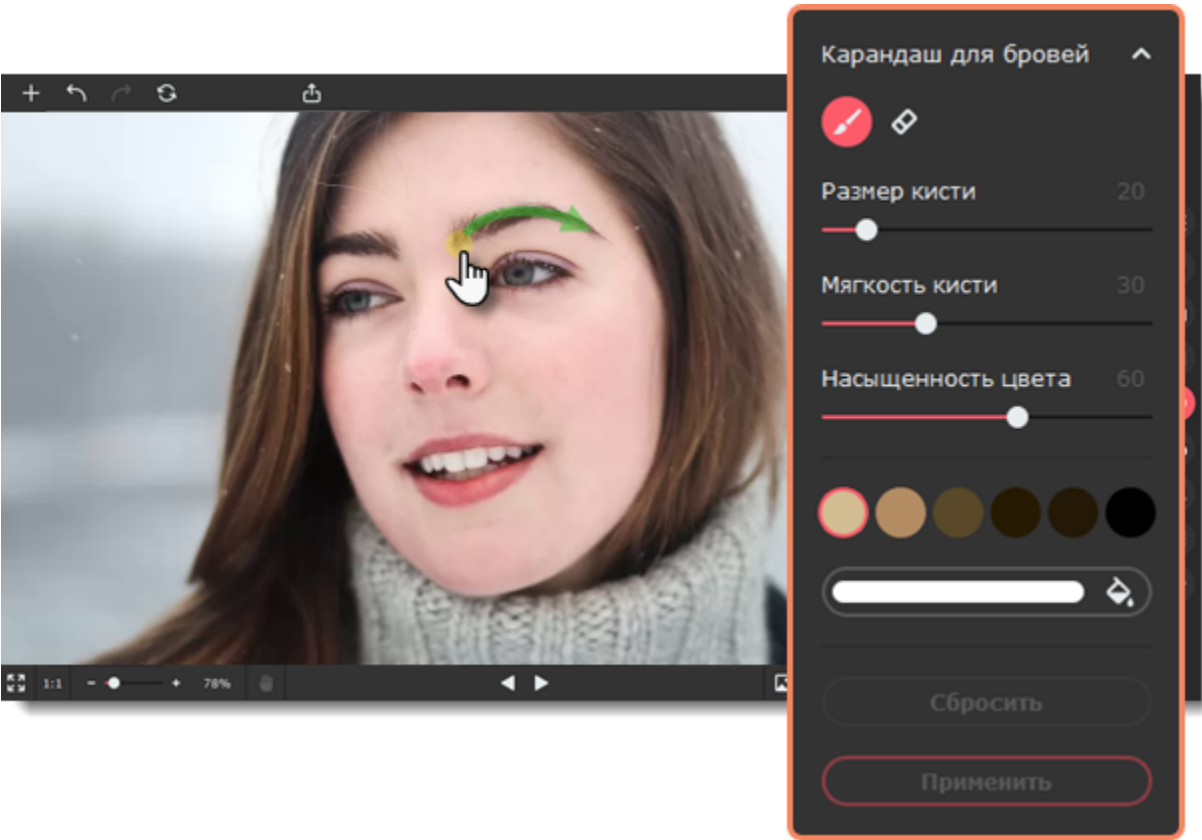 Карандаш для бровей
Размер кисти 20
Мягкость кисти 30
Насыщенность цвета 60
1:1
78%
Сбросить
Применить